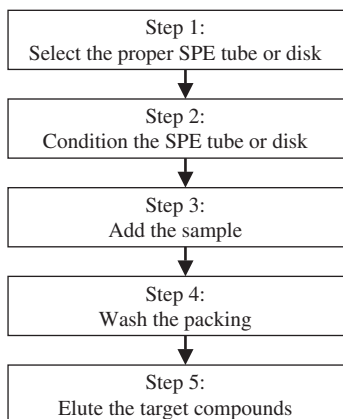 Step 1:
Select the proper SPE tube or disk
Step 2:
Condition the SPE tube or disk
Step 3:
Add the sample
Step 4:
Wash the packing
Step 5:
Elute the target compounds